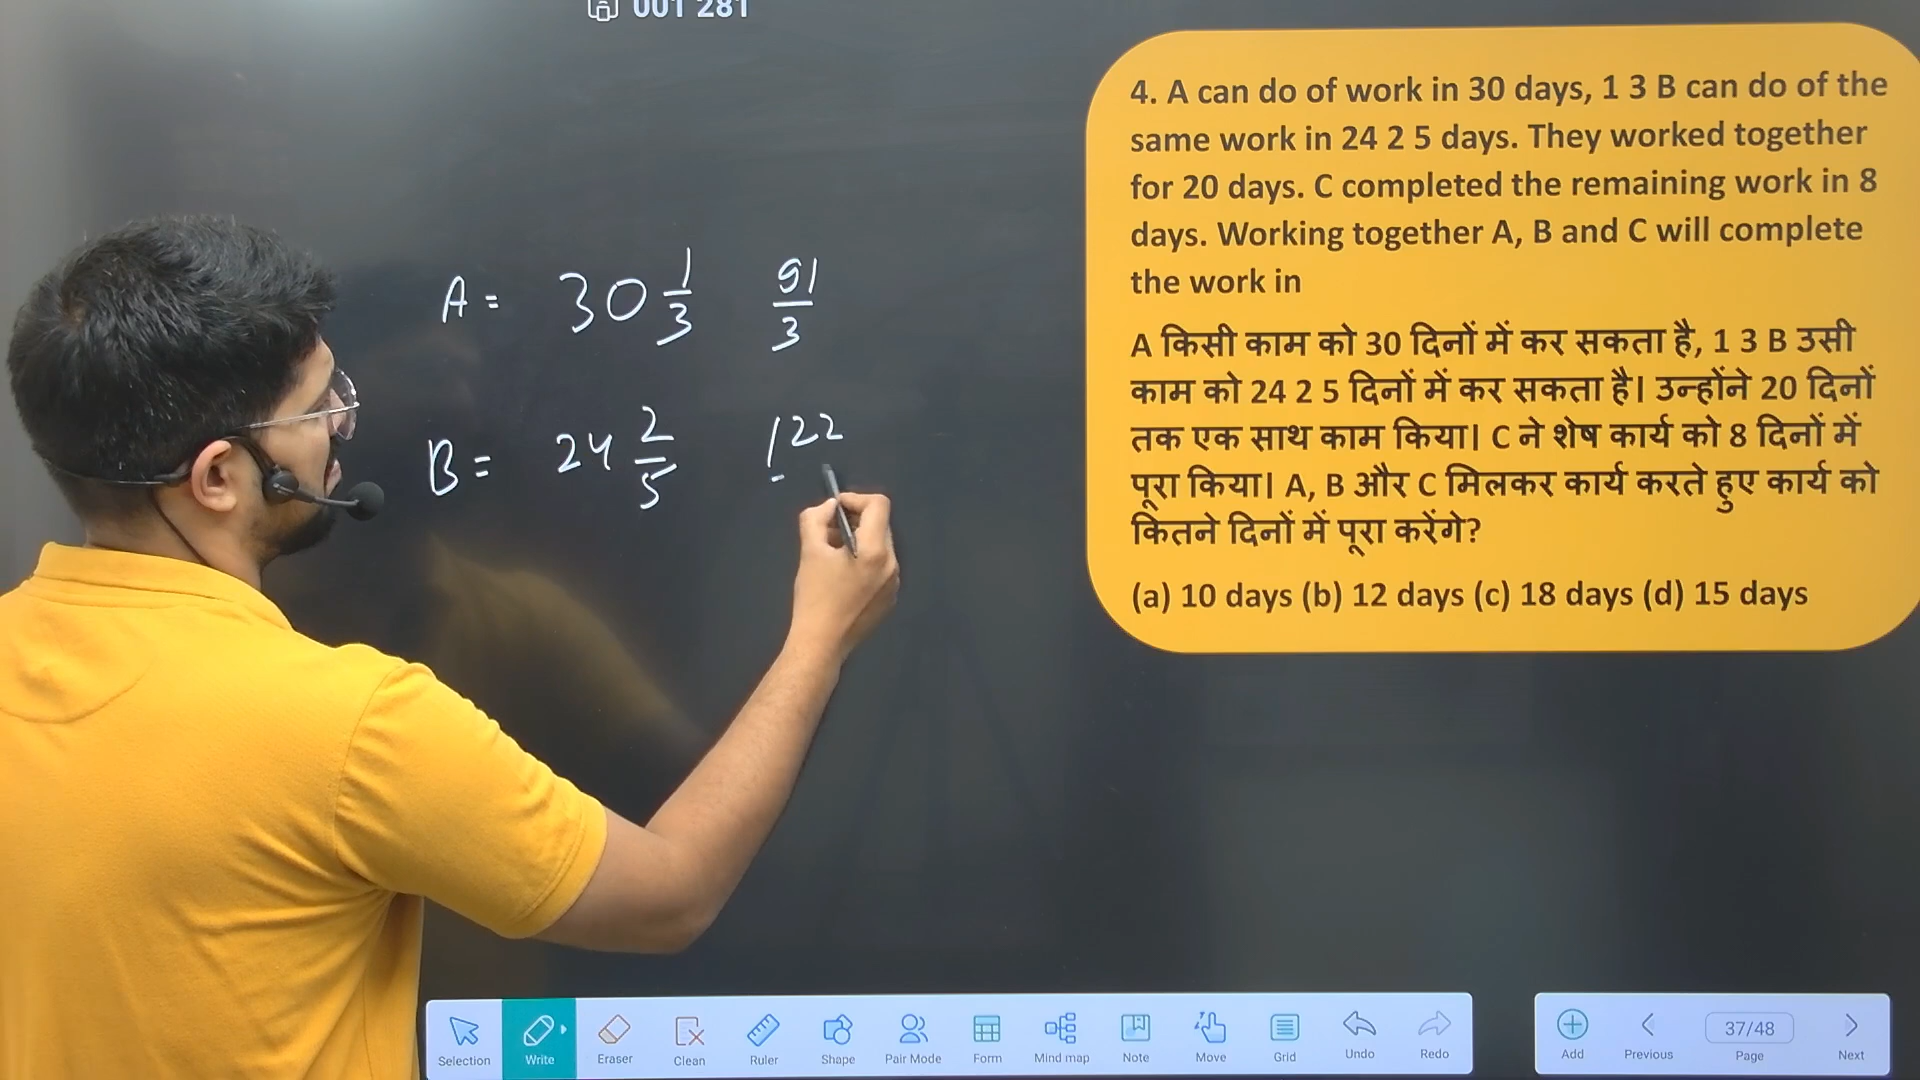 001 281
4. A can do of work in 30 days, 1 3 B can do of the
same work in 24 2 5 days. They worked together
for 20 days. C completed the remaining work in 8
days. Working together A, B and C will complete
the work in
A किसी काम को 30 दिनों में कर सकता है, 1 3 B उसी
काम को 24 2 5 दिनों में कर सकता है। उन्होंने 20 दिनों
तक एक साथ काम किया। C ने शेष कार्य को 8 दिनों में
पूरा किया। A, B और C मिलकर कार्य करते हुए कार्य को
कितने दिनों में पूरा करेंगे?
(a) 10 days (b) 12 days (c) 18 days (d) 15 days
A = 30 1/3 91/3
B = 24 2/5 122
Selection Write Eraser Clean Ruler Shape Pair Mode Form Mind map Note Move Grid Undo Redo
Add Previous 37/48 Page Next